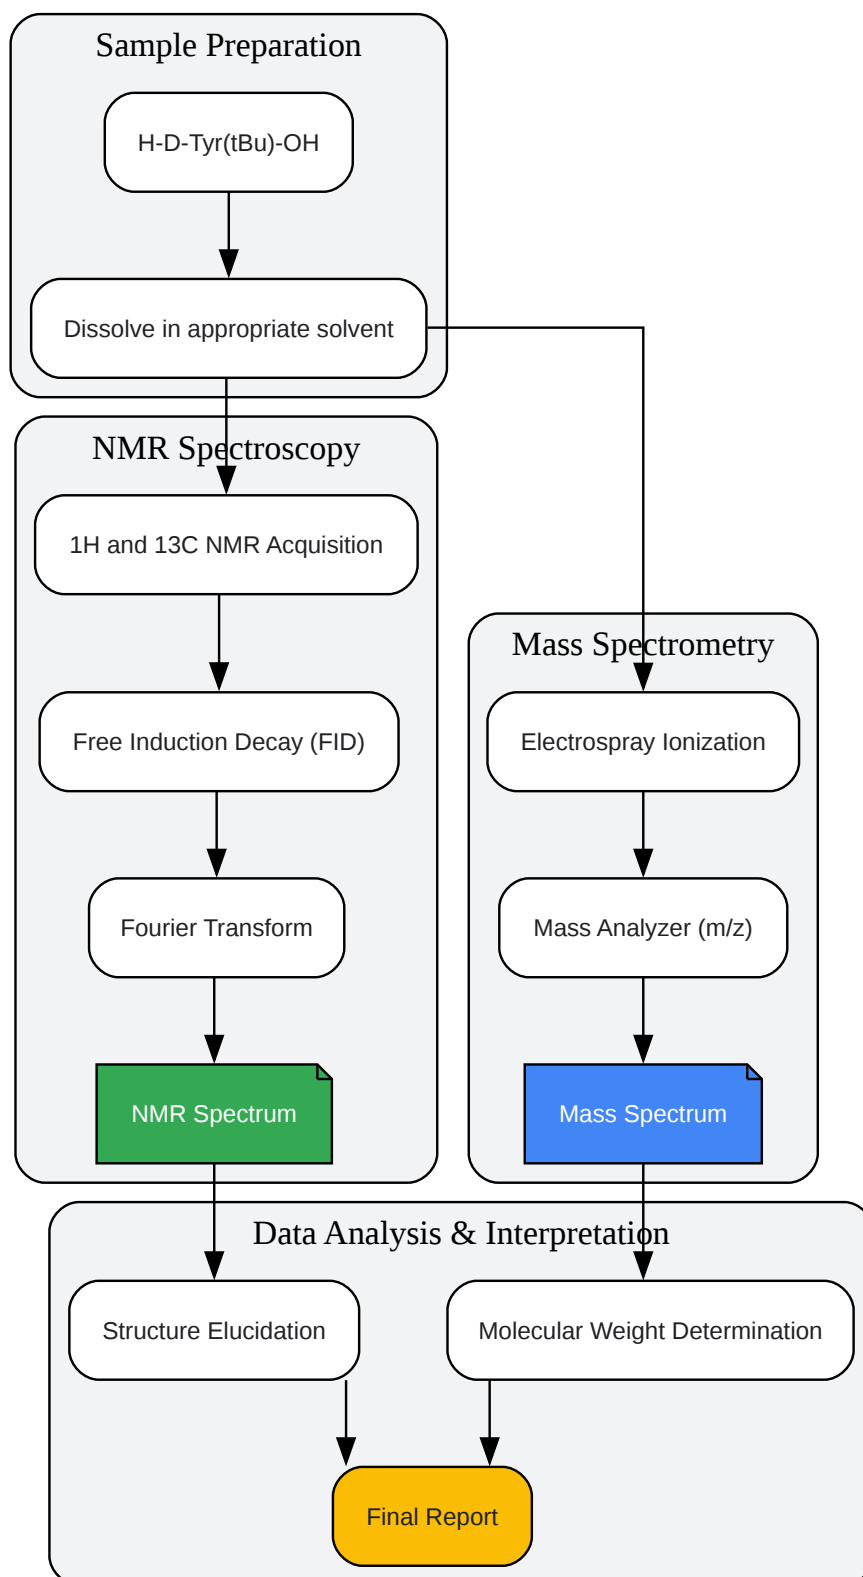 Sample Preparation
H-D-Tyr(tBu)-OH
Dissolve in appropriate solvent
NMR Spectroscopy
1H and 13C NMR Acquisition
Free Induction Decay (FID)
Fourier Transform
NMR Spectrum
Mass Spectrometry
Electrospray Ionization
Mass Analyzer (m/z)
Mass Spectrum
Data Analysis & Interpretation
Structure Elucidation
Molecular Weight Determination
Final Report